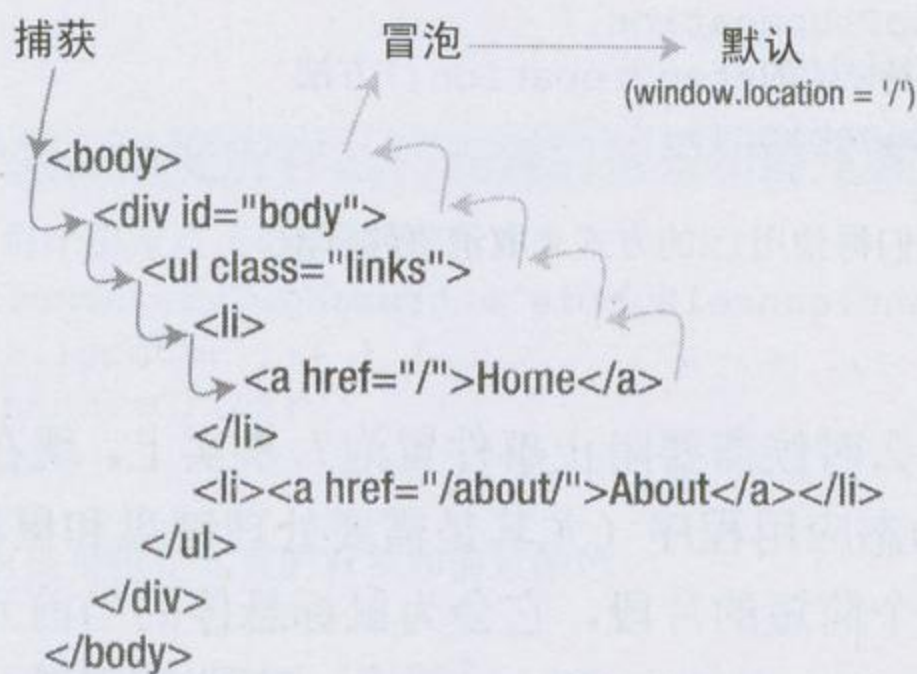 捕获 冒泡 默认
(window.location = '/')
<body>
<div id="body">
<ul class="links">
<li>
<a href="/">Home</a>
</li>
<li><a href="/about/">About</a></li>
</ul>
</div>
</body>